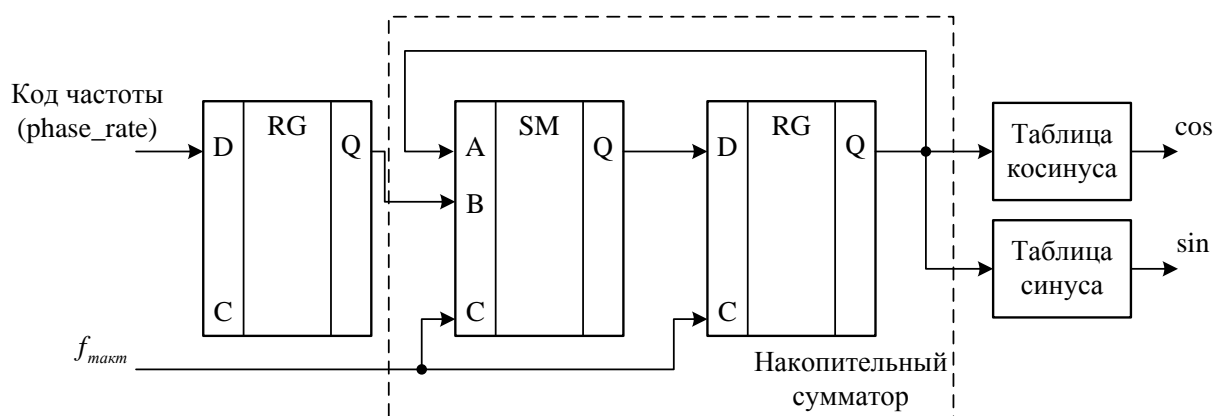 Код частоты
(phase_rate)
D
RG
Q
C
A
B
SM
Q
C
D
RG
Q
C
Таблица
косинуса
cos
Таблица
синуса
sin
f такт
Накопительный
сумматор